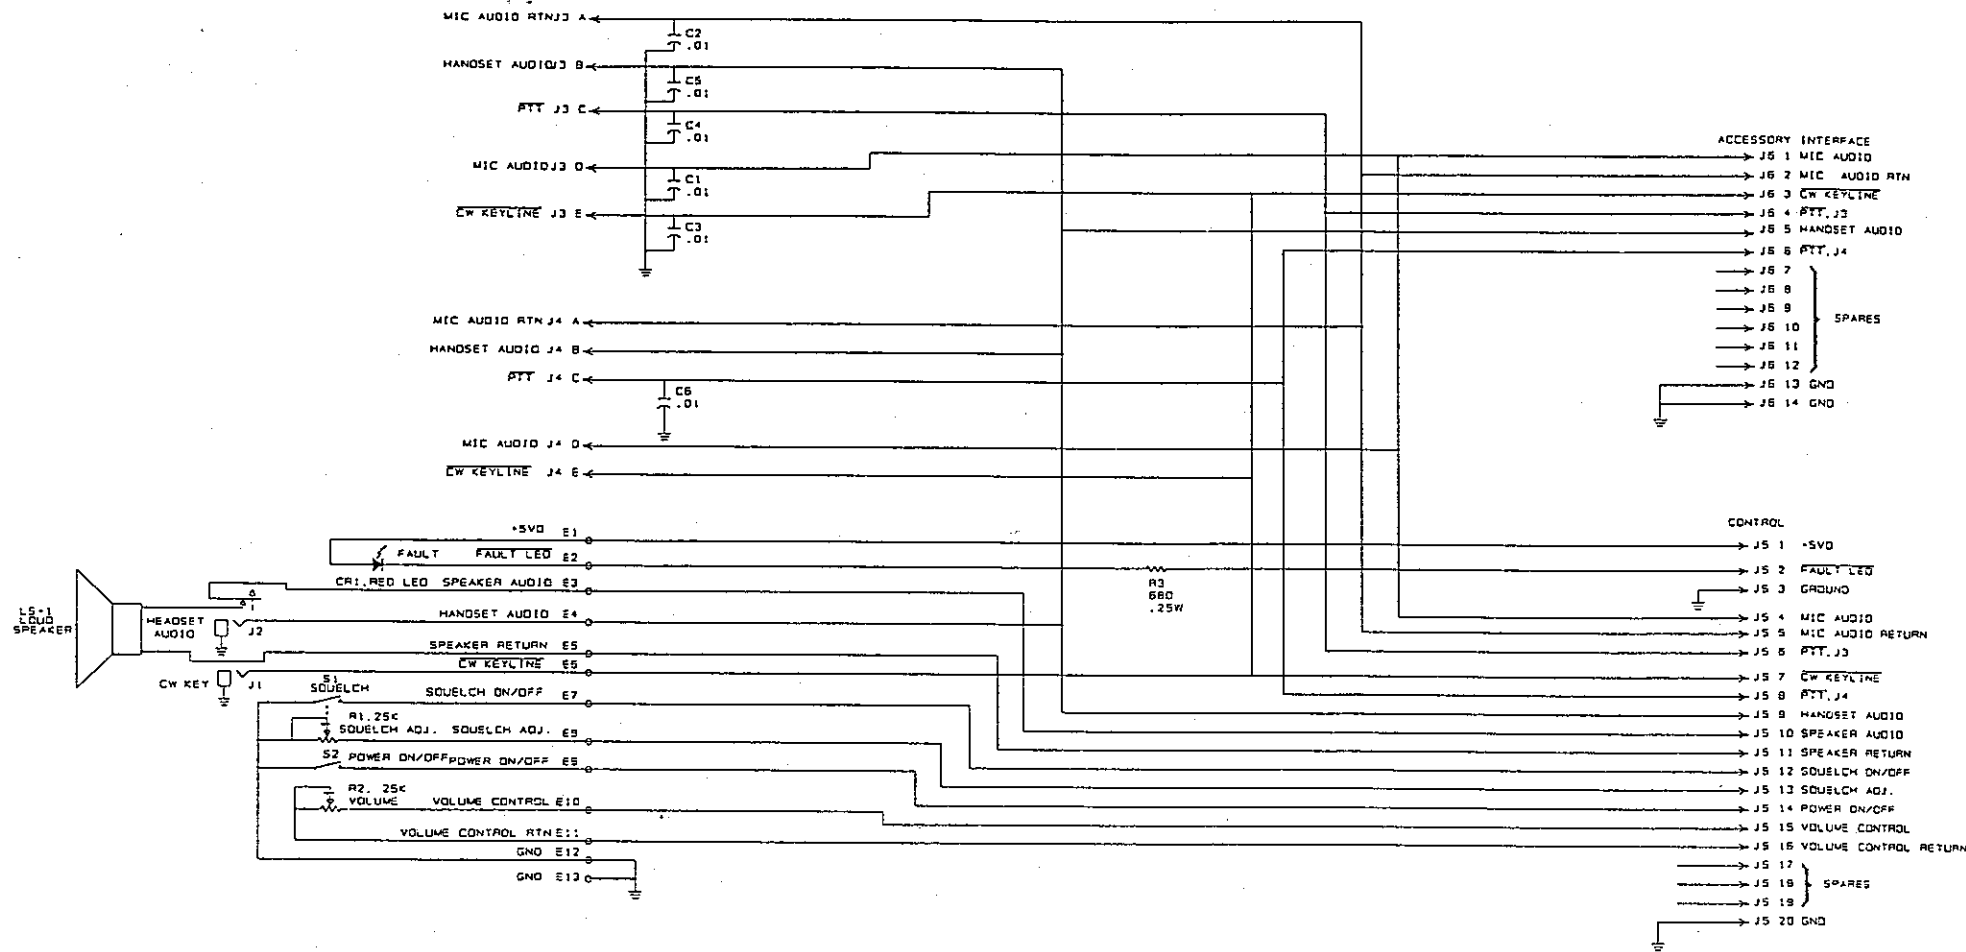 MIC AUDIO RTNJ3 A
C2
.01
HANDSET AUDIOJ3 B
C5
.01
PTT J3 C
C4
.01
MIC AUDIOJ3 D
C1
.01
CW KEYLINE J3 E
C3
.01
ACCESSORY INTERFACE
J6 1 MIC AUDIO
J6 2 MIC AUDIO RTN
J6 3 CW KEYLINE
J6 4 PTT,J3
J6 5 HANDSET AUDIO
J6 6 PTT,J4
J6 7
J6 8
J6 9
J6 10
J6 11
J6 12
SPARES
J6 13 GND
J6 14 GND
MIC AUDIO RTN J4 A
HANDSET AUDIO J4 B
PTT J4 C
C6
.01
MIC AUDIO J4 D
CW KEYLINE J4 E
+5VD E1
FAULT FAULT LED E2
CR1,RED LED SPEAKER AUDIO E3
HANDSET AUDIO E4
SPEAKER RETURN E5
CW KEYLINE E6
SQUELCH ON/OFF E7
LS-1
LOUD
SPEAKER
HEADSET
AUDIO
J2
CW KEY
J1
S1
SQUELCH
R1,25K
SQUELCH ADJ. SQUELCH ADJ.
S2 POWER ON/OFFPOWER ON/OFF
R2, 25K
VOLUME VOLUME CONTROL E10
VOLUME CONTROL RTNE11
GND E12
GND E13
R3
680
.25W
CONTROL
J5 1 +5VD
J5 2 FAULT LED
J5 3 GROUND
J5 4 MIC AUDIO
J5 5 MIC AUDIO RETURN
J5 6 PTT,J3
J5 7 CW KEYLINE
J5 8 PTT,J4
J5 9 HANDSET AUDIO
J5 10 SPEAKER AUDIO
J5 11 SPEAKER RETURN
J5 12 SQUELCH ON/OFF
J5 13 SQUELCH ADJ.
J5 14 POWER ON/OFF
J5 15 VOLUME CONTROL
J5 16 VOLUME CONTROL RETURN
J5 17
J5 18
J5 19
SPARES
J5 20 GND